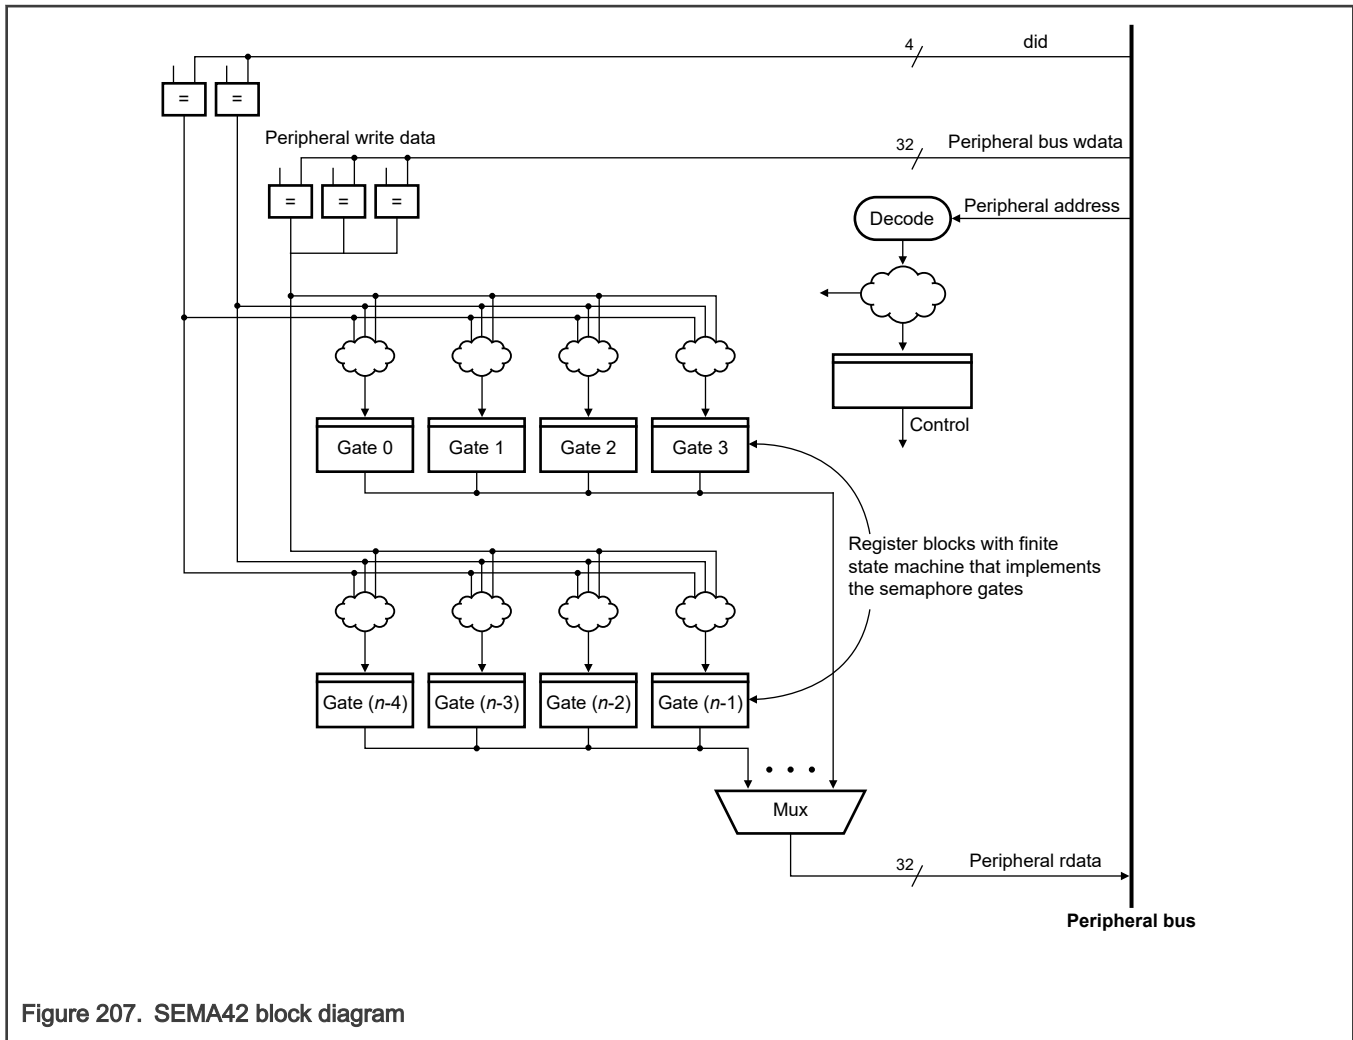 4 did
= =
Peripheral write data
32 Peripheral bus wdata
= = =
Peripheral address
Decode
Control
Gate 0 Gate 1 Gate 2 Gate 3
Register blocks with finite
state machine that implements
the semaphore gates
Gate (n-4) Gate (n-3) Gate (n-2) Gate (n-1)
• • •
Mux
32 Peripheral rdata
Peripheral bus
Figure 207. SEMA42 block diagram